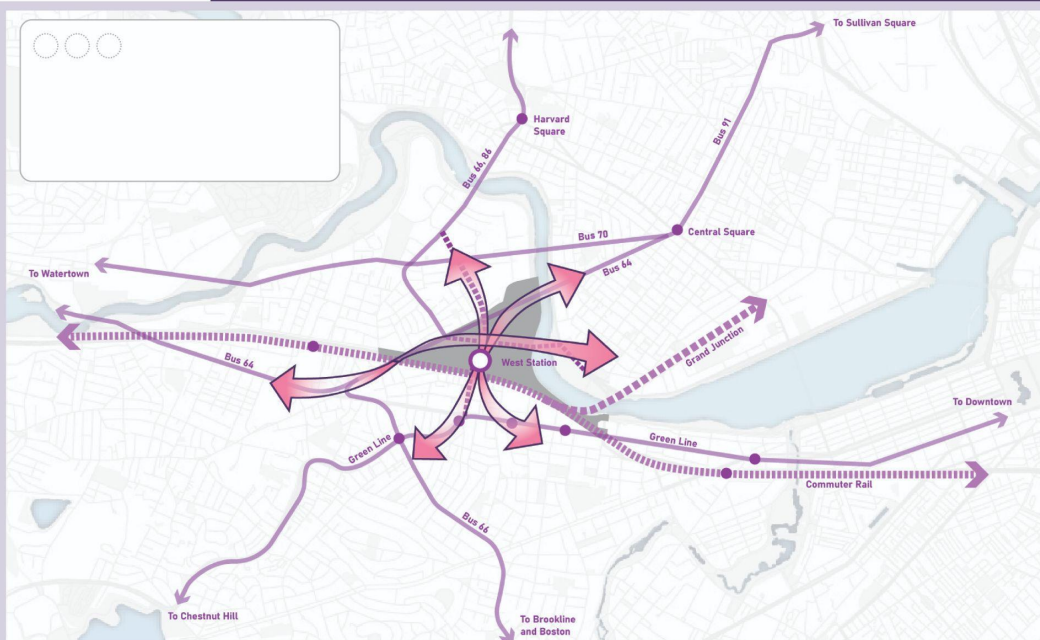 To Sullivan Square
Harvard
Square
Bus 91
Bus 66, 86
Central Square
Bus 70
Bus 64
To Watertown
Grand Junction
Bus 64
West Station
To Downtown
Green Line
Green Line
Commuter Rail
Bus 66
To Chestnut Hill
To Brookline
and Boston